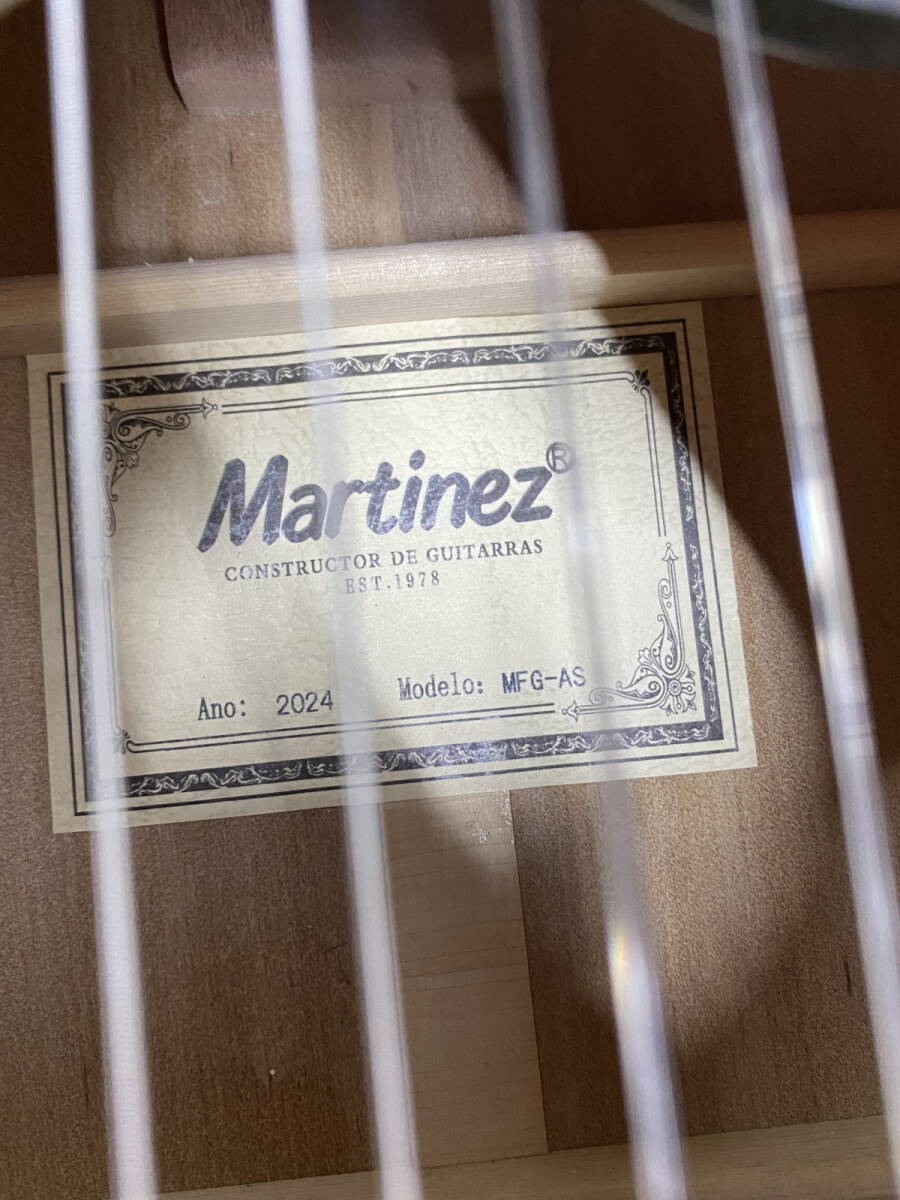 Martinez®
CONSTRUCTOR DE GUITARRAS
EST.1978
Ano: 2024 Modelo: MFG-AS